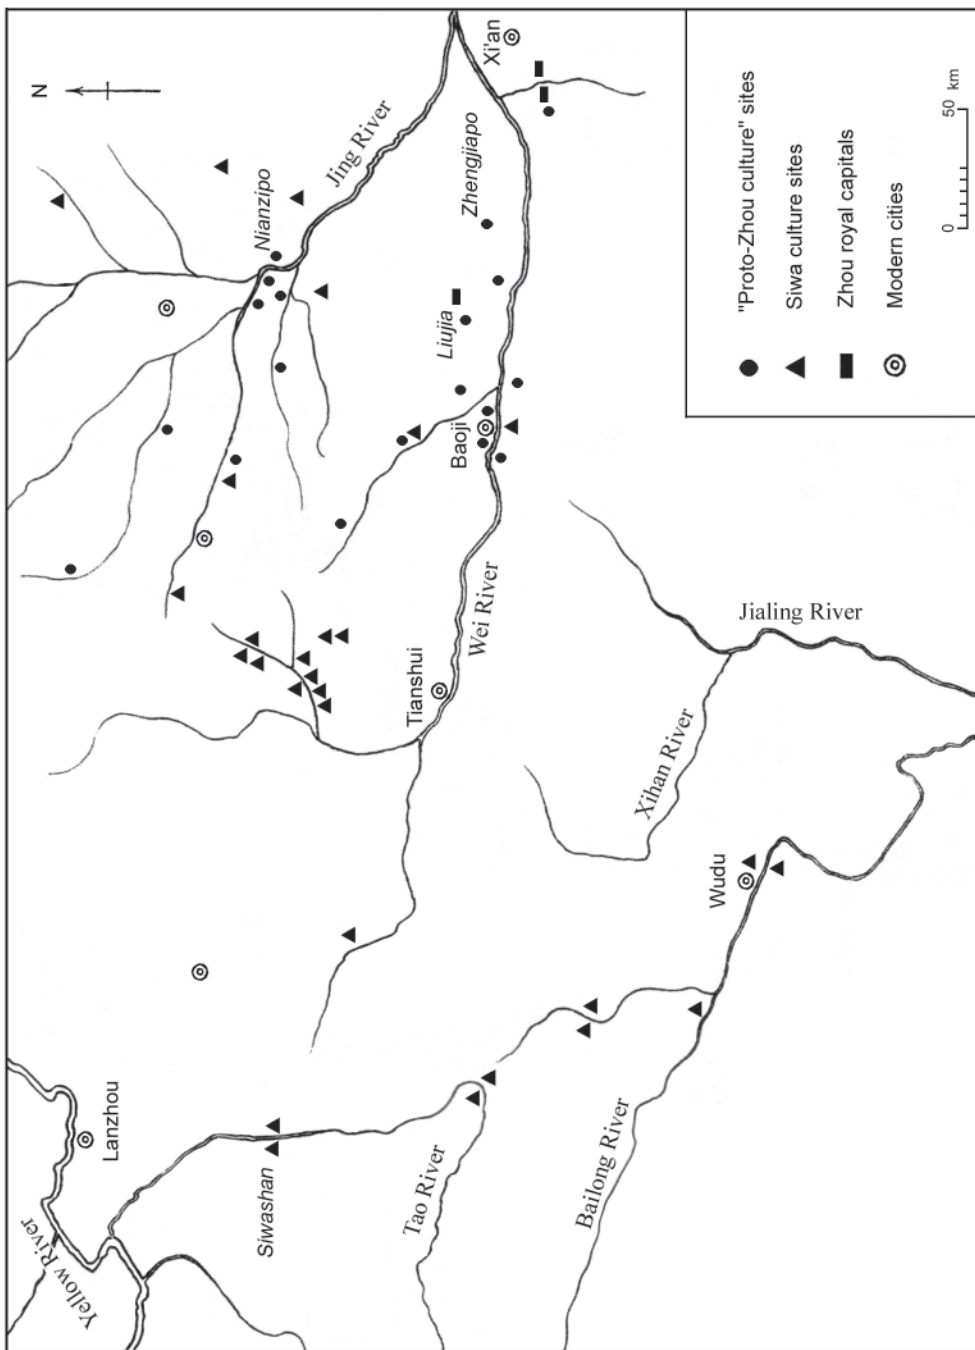 N
Yellow River
Lanzhou
Siwashan
Tao River
Bailong River
Wudu
Xihan River
Jialing River
Tianshui
Wei River
Baoji
Liujia
Zhengjiapo
Nianzipo
Jing River
Xi'an
"Proto-Zhou culture" sites
Siwa culture sites
Zhou royal capitals
Modern cities
0 50 km